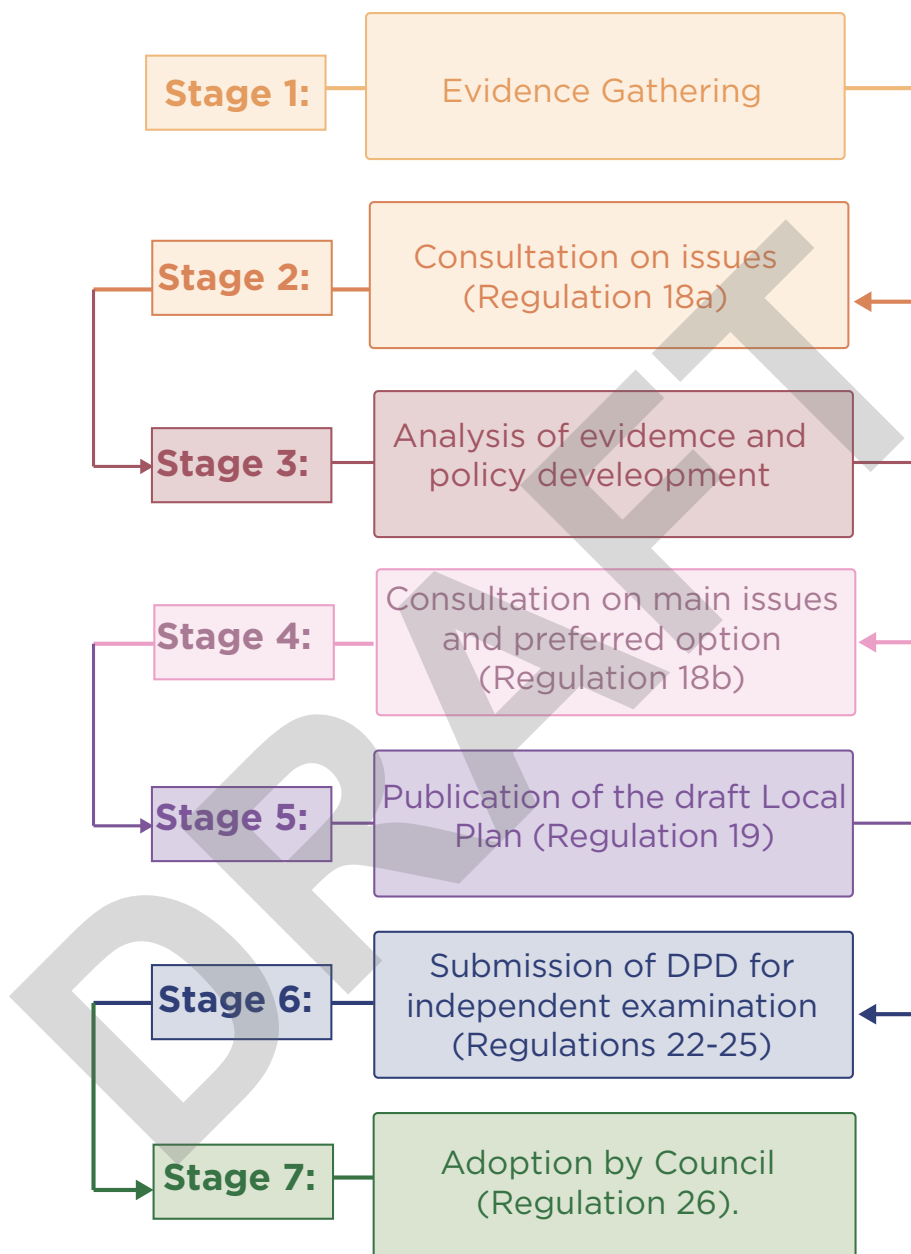 Stage 1:
Evidence Gathering
Stage 2:
Consultation on issues
(Regulation 18a)
Stage 3:
Analysis of evidemce and
policy develeopment
Stage 4:
Consultation on main issues
and preferred option
(Regulation 18b)
Stage 5:
Publication of the draft Local
Plan (Regulation 19)
Stage 6:
Submission of DPD for
independent examination
(Regulations 22-25)
Stage 7:
Adoption by Council
(Regulation 26).
DRAFT